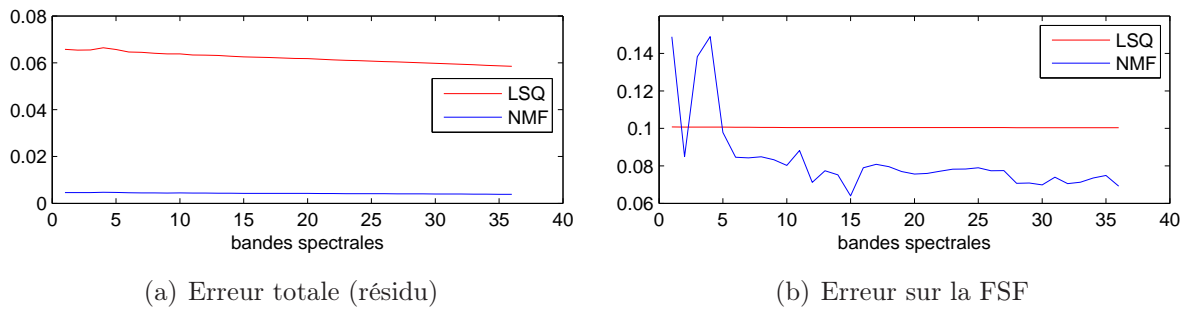 0.08
0.06
0.04
0.02
0
0 5 10 15 20 25 30 35 40
bandes spectrales
LSQ
NMF
(a) Erreur totale (résidu)
0.14
0.12
0.1
0.08
0.06
0 5 10 15 20 25 30 35 40
bandes spectrales
LSQ
NMF
(b) Erreur sur la FSF